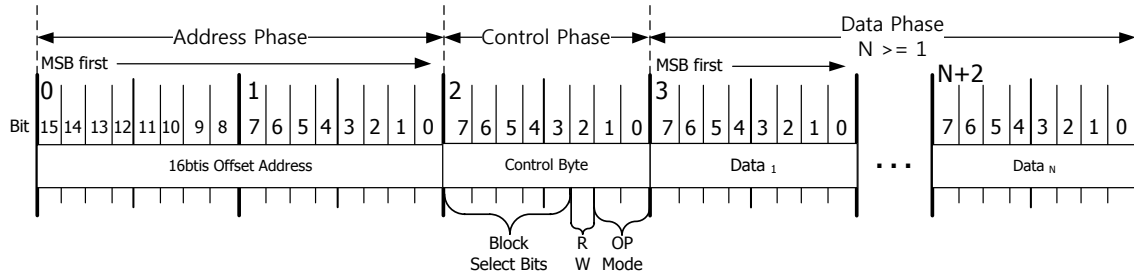 Address Phase Control Phase Data Phase
N >= 1
MSB first MSB first
0 1 2 3 N+2
Bit 15 14 13 12 11 10 9 8 7 6 5 4 3 2 1 0 7 6 5 4 3 2 1 0 7 6 5 4 3 2 1 0 7 6 5 4 3 2 1 0
16btis Offset Address Control Byte Data 1 ... Data N
Block R OP
Select Bits W Mode